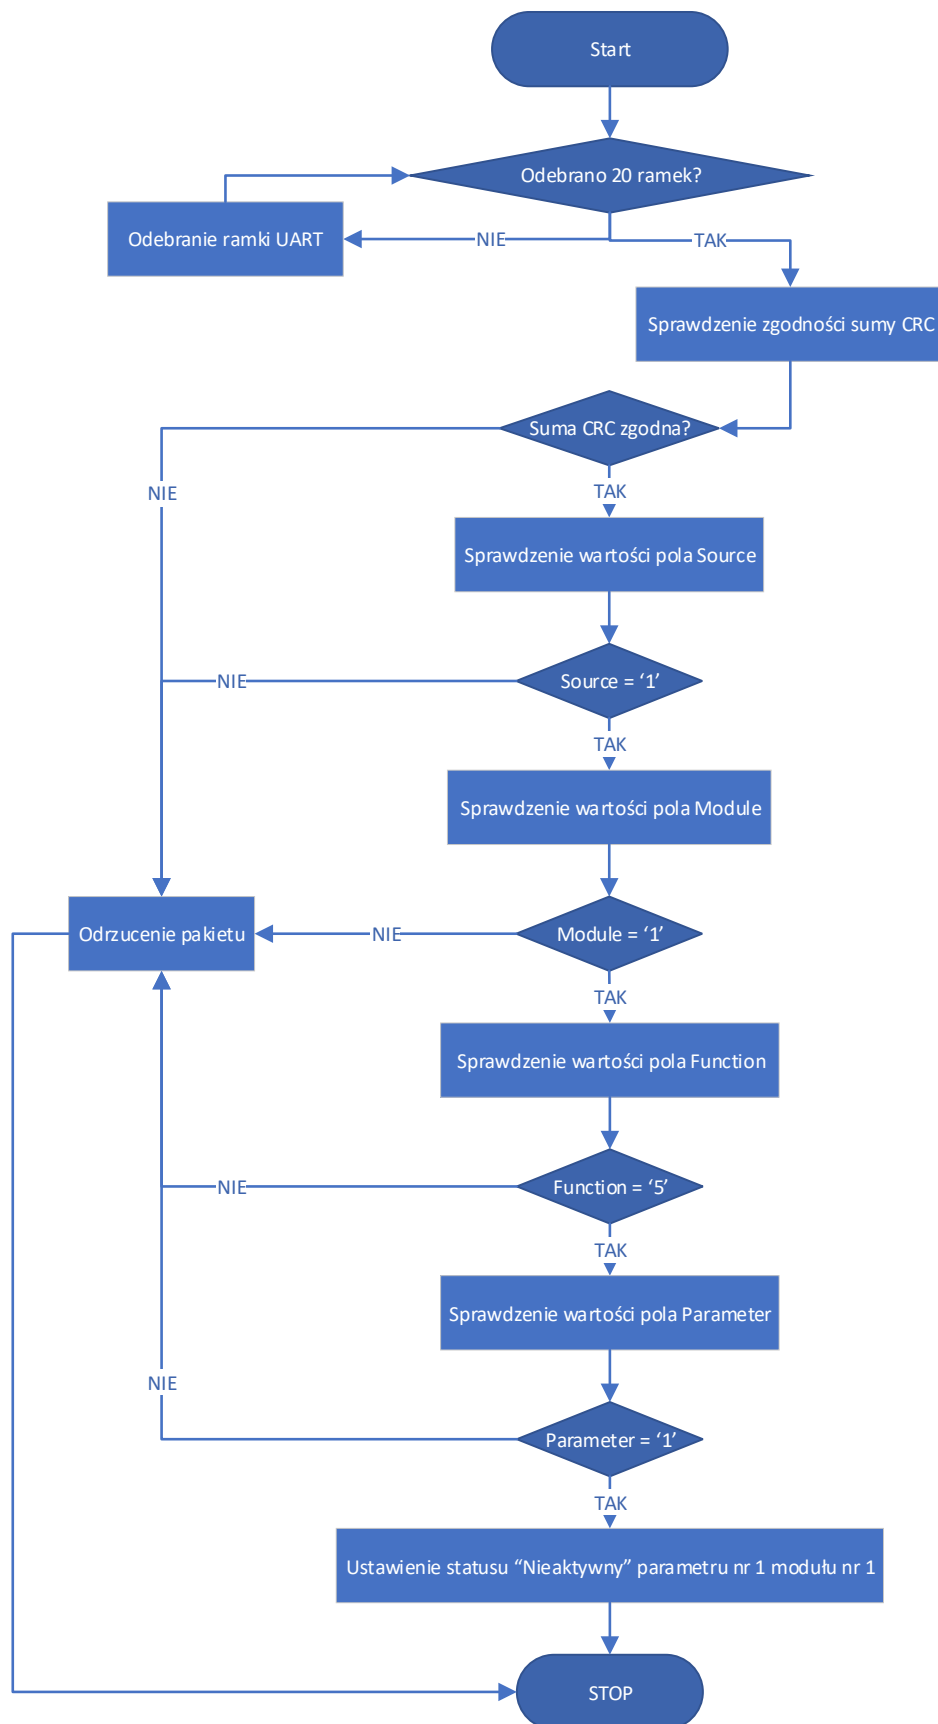 Start
Odebrano 20 ramek?
Odebranie ramki UART
NIE
TAK
Sprawdzenie zgodności sumy CRC
Suma CRC zgodna?
NIE
TAK
Sprawdzenie wartości pola Source
Source = ‘1’
NIE
TAK
Sprawdzenie wartości pola Module
Odrzucenie pakietu
NIE
Module = ‘1’
TAK
Sprawdzenie wartości pola Function
NIE
Function = ‘5’
TAK
Sprawdzenie wartości pola Parameter
NIE
Parameter = ‘1’
TAK
Ustawienie statusu “Nieaktywny” parametru nr 1 modułu nr 1
STOP